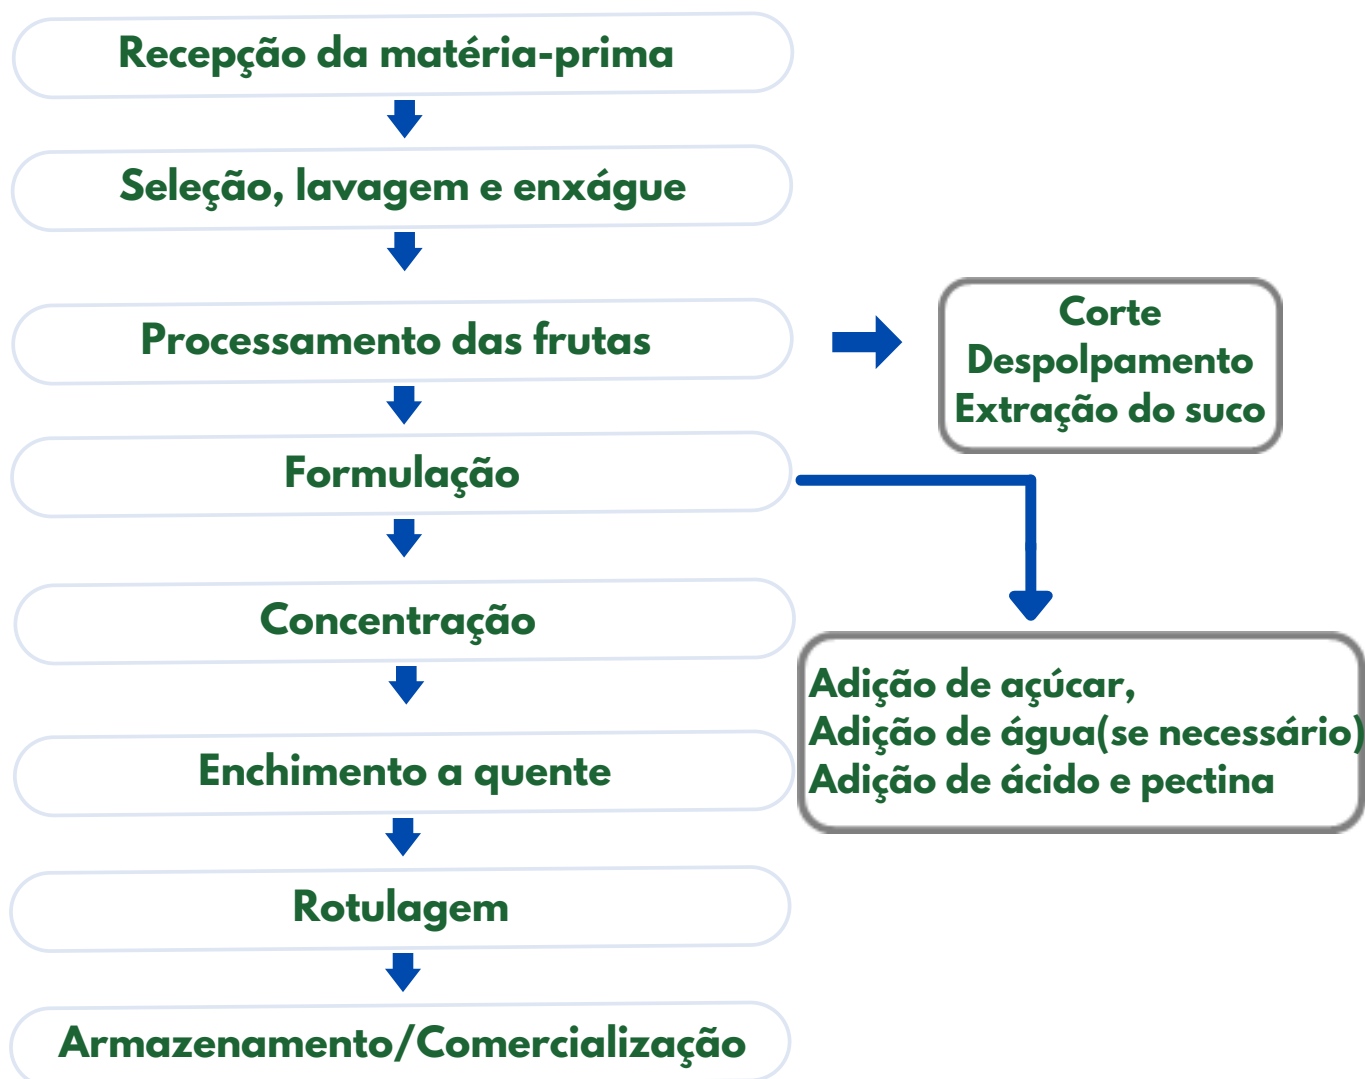 Recepção da matéria-prima
Seleção, lavagem e enxágue
Processamento das frutas
Corte
Despolpamento
Extração do suco
Formulação
Adição de açúcar,
Adição de água(se necessário)
Adição de ácido e pectina
Concentração
Enchimento a quente
Rotulagem
Armazenamento/Comercialização